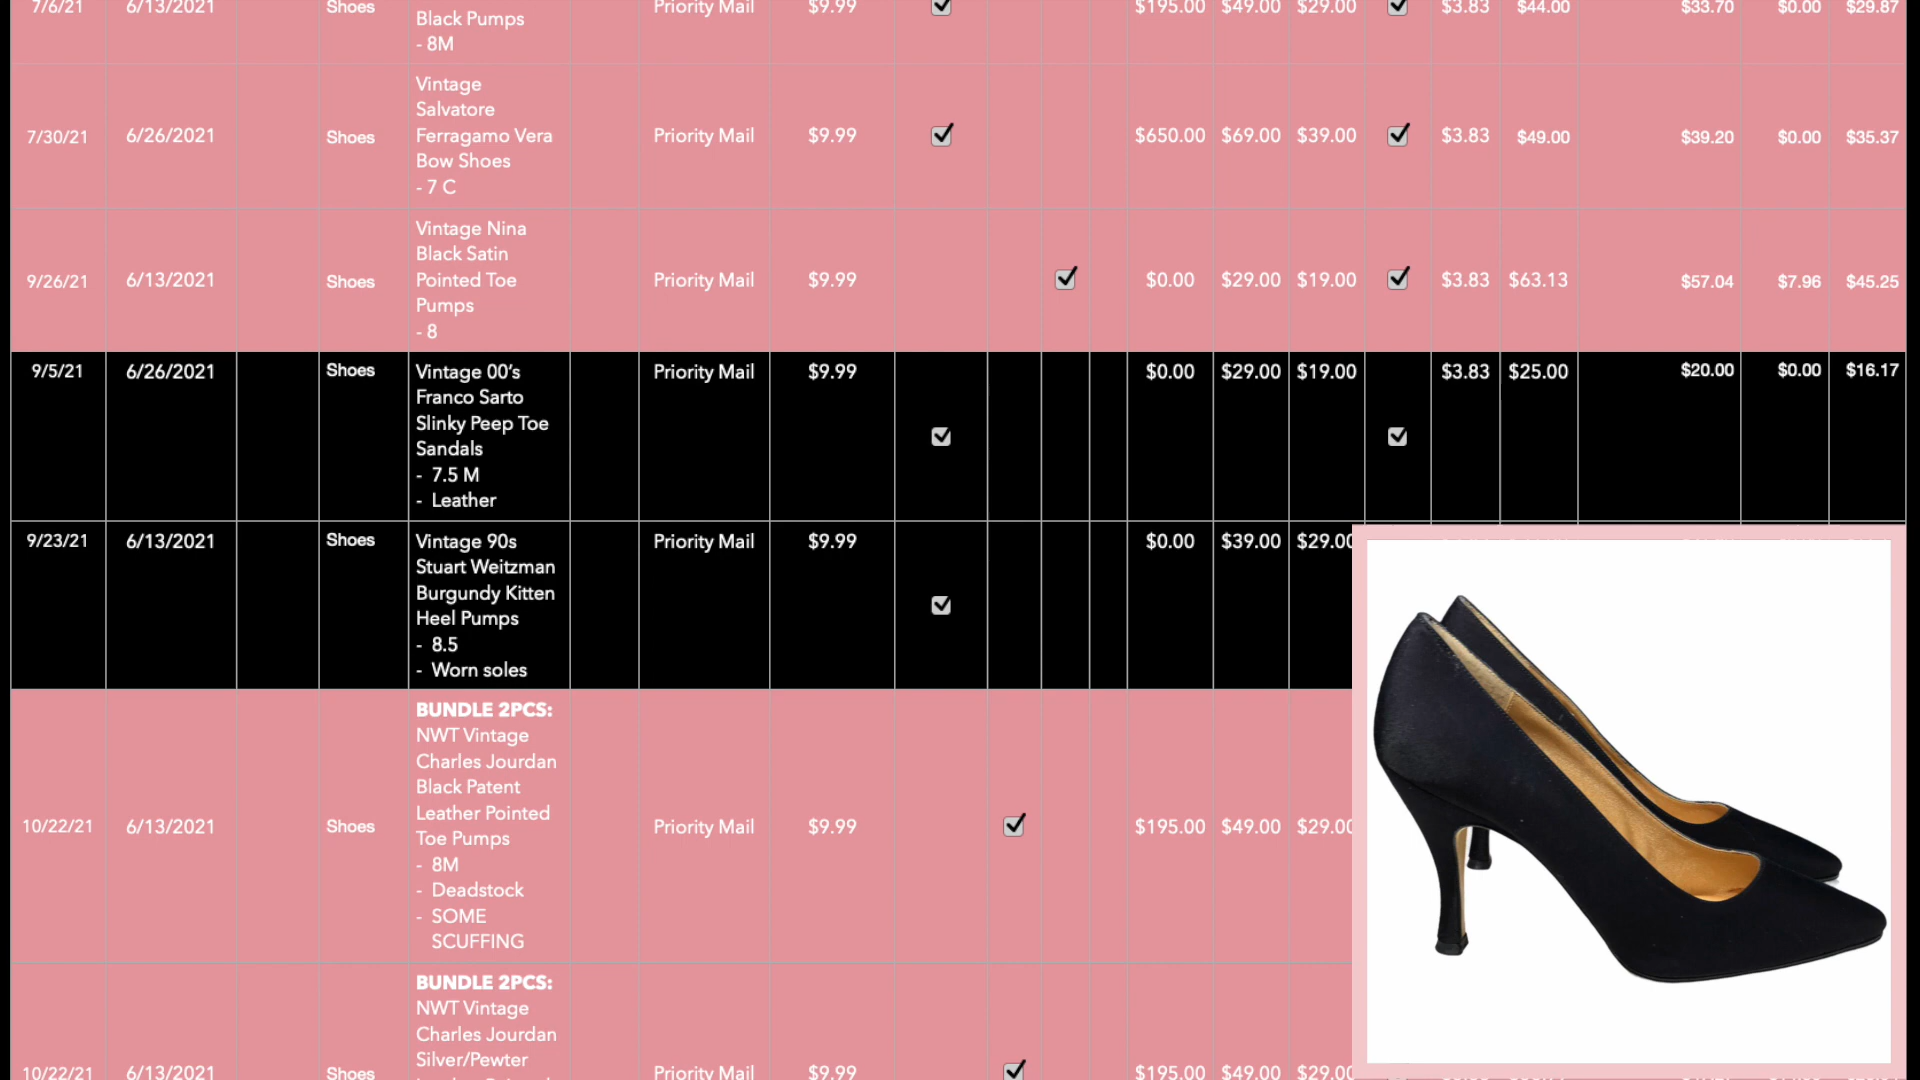 7/6/21 6/13/2021 Shoes Priority Mail $9.99 $195.00 $49.00 $29.00 $3.83 $44.00 $33.70 $0.00 $29.87
Black Pumps
- 8M
Vintage
Salvatore
7/30/21 6/26/2021 Shoes Ferragamo Vera Priority Mail $9.99 $650.00 $69.00 $39.00 $3.83 $49.00 $39.20 $0.00 $35.37
Bow Shoes
- 7 C
Vintage Nina
Black Satin
9/26/21 6/13/2021 Shoes Pointed Toe Priority Mail $9.99 $0.00 $29.00 $19.00 $3.83 $63.13 $57.04 $7.96 $45.25
Pumps
- 8
9/5/21 6/26/2021 Shoes Vintage 00's Priority Mail $9.99 $0.00 $29.00 $19.00 $3.83 $25.00 $20.00 $0.00 $16.17
Franco Sarto
Slinky Peep Toe
Sandals
- 7.5 M
- Leather
9/23/21 6/13/2021 Shoes Vintage 90s Priority Mail $9.99 $0.00 $39.00 $29.00
Stuart Weitzman
Burgundy Kitten
Heel Pumps
- 8.5
- Worn soles
BUNDLE 2PCS:
NWT Vintage
Charles Jourdan
Black Patent
10/22/21 6/13/2021 Shoes Leather Pointed Priority Mail $9.99 $195.00 $49.00 $29.00
Toe Pumps
- 8M
- Deadstock
- SOME
SCUFFING
BUNDLE 2PCS:
NWT Vintage
Charles Jourdan
Silver/Pewter
10/22/21 6/13/2021 Shoes Priority Mail $9.99 $195.00 $49.00 $29.00